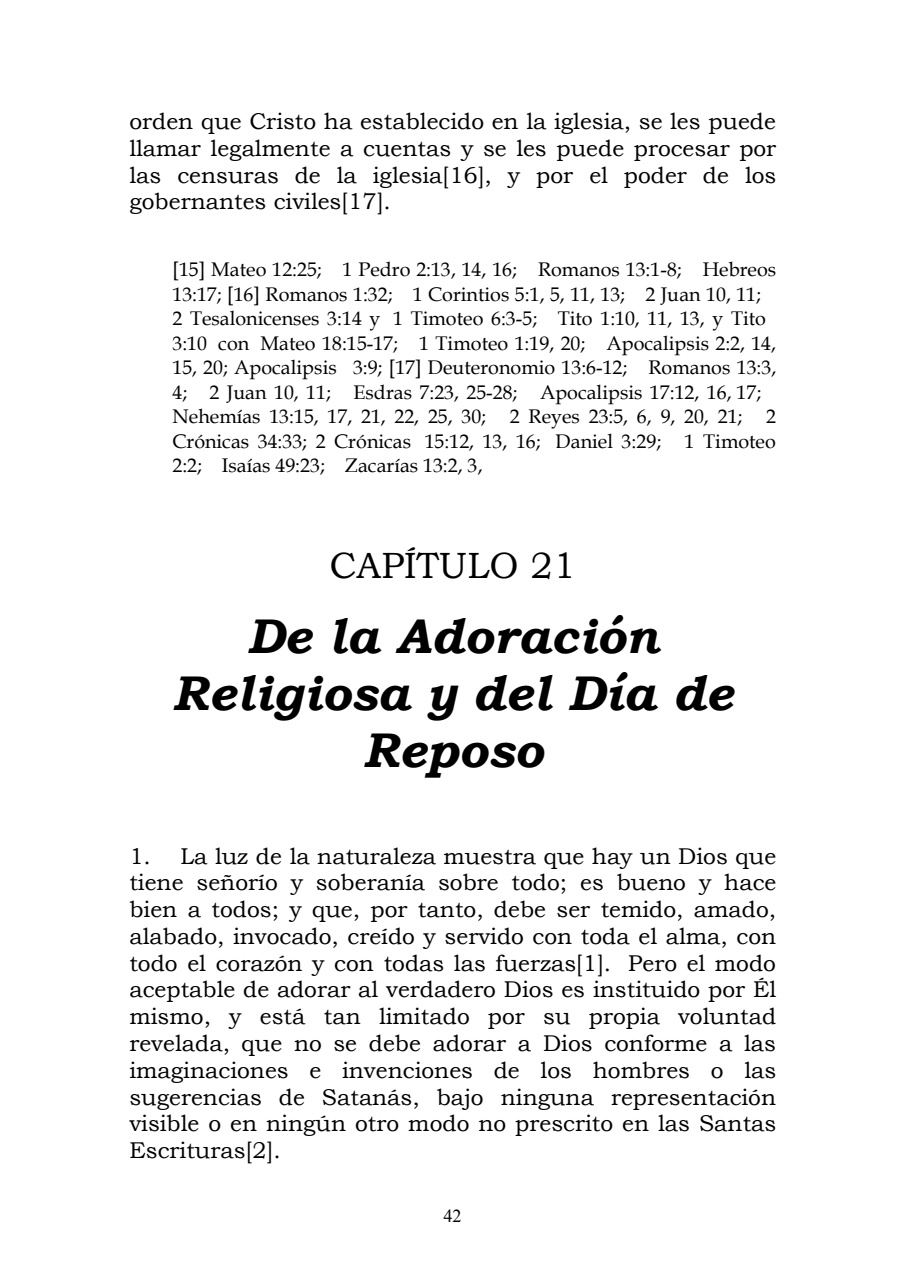 orden que Cristo ha establecido en la iglesia, se les puede
llamar legalmente a cuentas y se les puede procesar por
las censuras de la iglesia[16], y por el poder de los
gobernantes civiles[17].
[15] Mateo 12:25; 1 Pedro 2:13, 14, 16; Romanos 13:1-8; Hebreos
13:17; [16] Romanos 1:32; 1 Corintios 5:1, 5, 11, 13; 2 Juan 10, 11;
2 Tesalonicenses 3:14 y 1 Timoteo 6:3-5; Tito 1:10, 11, 13, y Tito
3:10 con Mateo 18:15-17; 1 Timoteo 1:19, 20; Apocalipsis 2:2, 14,
15, 20; Apocalipsis 3:9; [17] Deuteronomio 13:6-12; Romanos 13:3,
4; 2 Juan 10, 11; Esdras 7:23, 25-28; Apocalipsis 17:12, 16, 17;
Nehemías 13:15, 17, 21, 22, 25, 30; 2 Reyes 23:5, 6, 9, 20, 21; 2
Crónicas 34:33; 2 Crónicas 15:12, 13, 16; Daniel 3:29; 1 Timoteo
2:2; Isaías 49:23; Zacarías 13:2, 3,
CAPÍTULO 21
De la Adoración
Religiosa y del Día de
Reposo
1. La luz de la naturaleza muestra que hay un Dios que
tiene señorío y soberanía sobre todo; es bueno y hace
bien a todos; y que, por tanto, debe ser temido, amado,
alabado, invocado, creído y servido con toda el alma, con
todo el corazón y con todas las fuerzas[1]. Pero el modo
aceptable de adorar al verdadero Dios es instituido por Él
mismo, y está tan limitado por su propia voluntad
revelada, que no se debe adorar a Dios conforme a las
imaginaciones e invenciones de los hombres o las
sugerencias de Satanás, bajo ninguna representación
visible o en ningún otro modo no prescrito en las Santas
Escrituras[2].
42